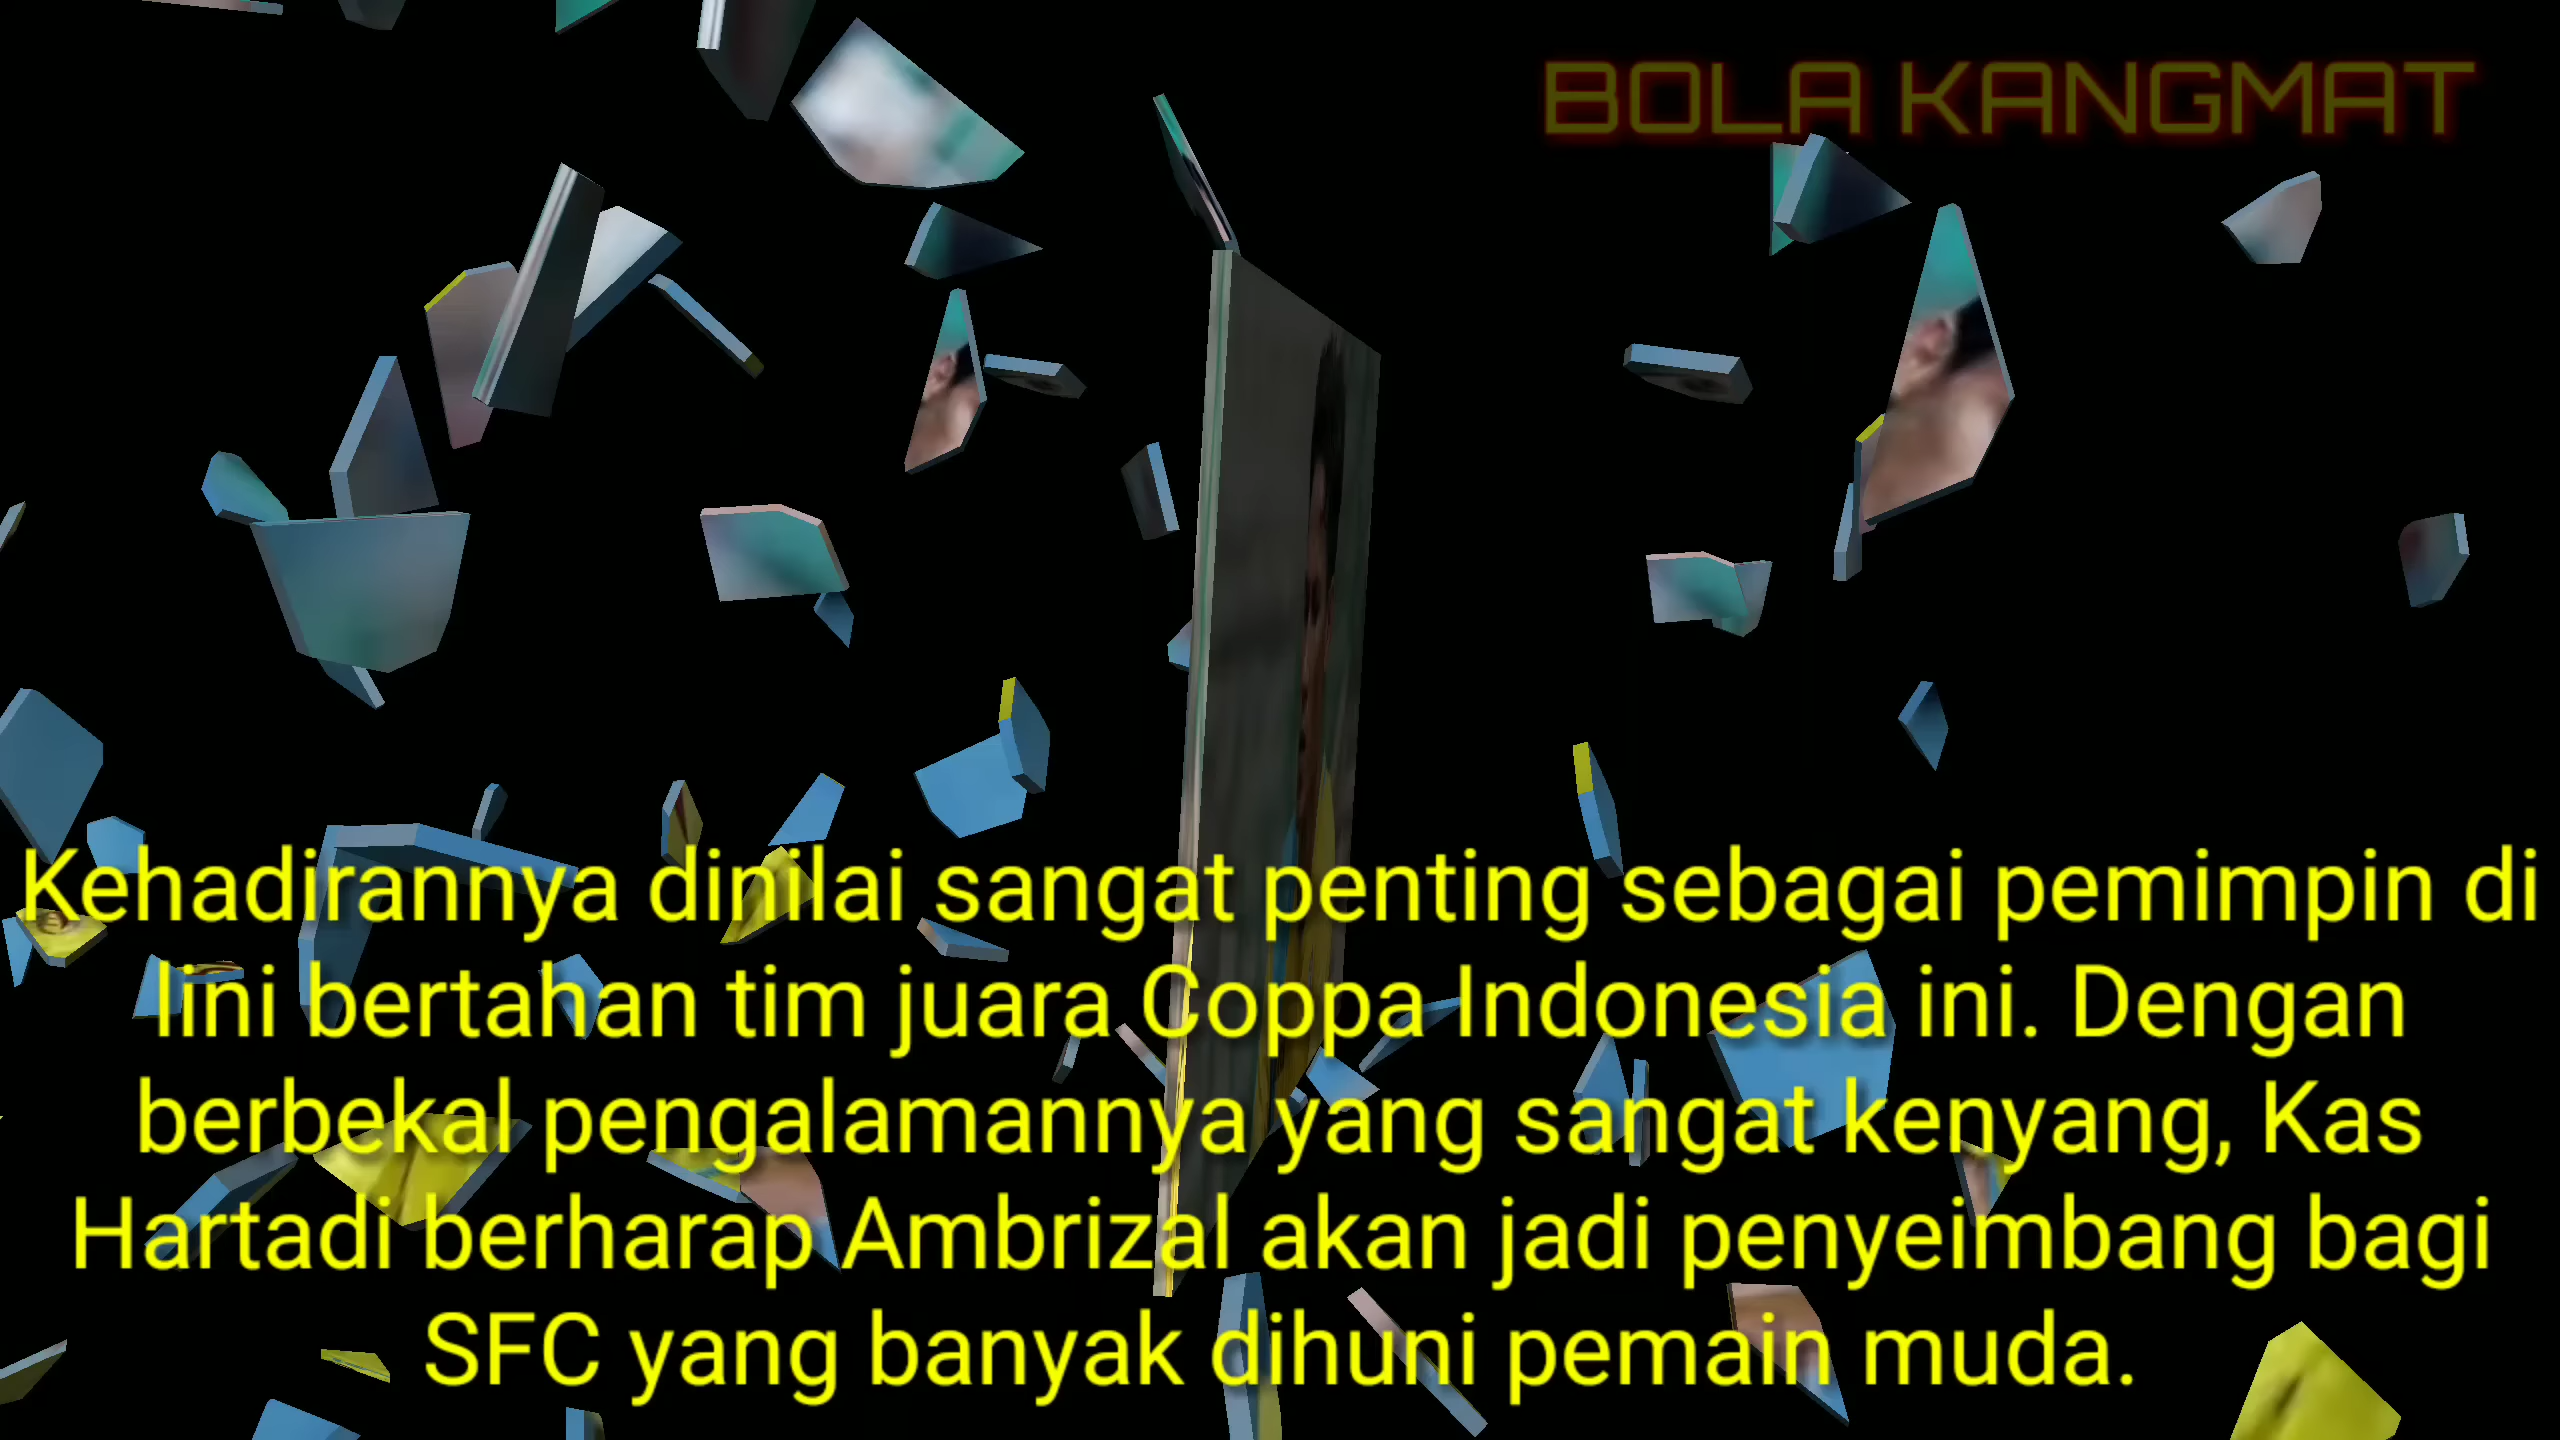 BOLA KANGMAT
Kehadirannya dinilai sangat penting sebagai pemimpin di
lini bertahan tim juara Coppa Indonesia ini. Dengan
berbekal pengalamannya yang sangat kenyang, Kas
Hartadi berharap Ambrizal akan jadi penyeimbang bagi
SFC yang banyak dihuni pemain muda.